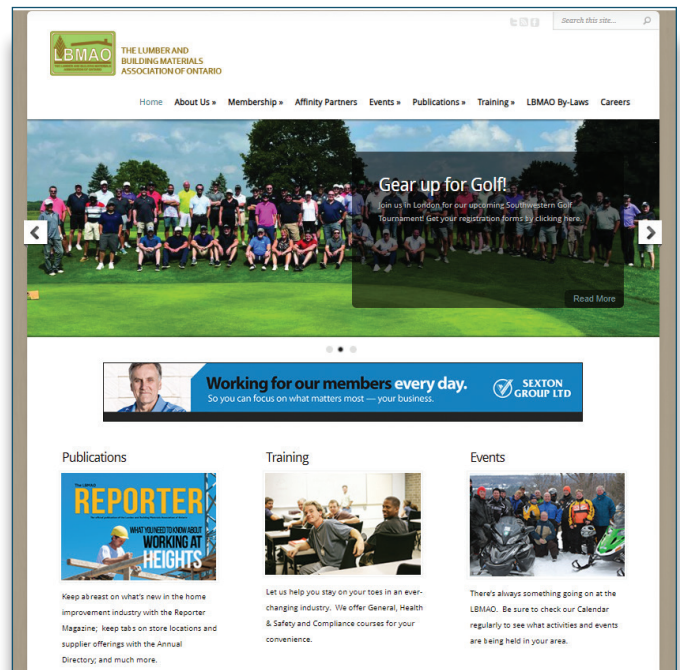 Search this site...
LBMAO
THE LUMBER AND
BUILDING MATERIALS
ASSOCIATION OF ONTARIO
Home About Us » Membership » Affinity Partners Events » Publications » Training » LBMAO By-Laws Careers
Gear up for Golf!
Join us in London for our upcoming Southwestern Golf
Tournament! Get your registration forms by clicking here.
Read More
Working for our members every day.
So you can focus on what matters most — your business.
SEXTON
GROUP LTD
Publications
The LBMAO
REPORTER
WHAT YOU NEED TO KNOW ABOUT
WORKING AT
HEIGHTS
Keep abreast on what's new in the home
improvement industry with the Reporter
Magazine; keep tabs on store locations and
supplier offerings with the Annual
Directory; and much more.
Training
Let us help you stay on your toes in an ever-
changing industry. We offer General, Health
& Safety and Compliance courses for your
convenience.
Events
There's always something going on at the
LBMAO. Be sure to check our Calendar
regularly to see what activities and events
are being held in your area.